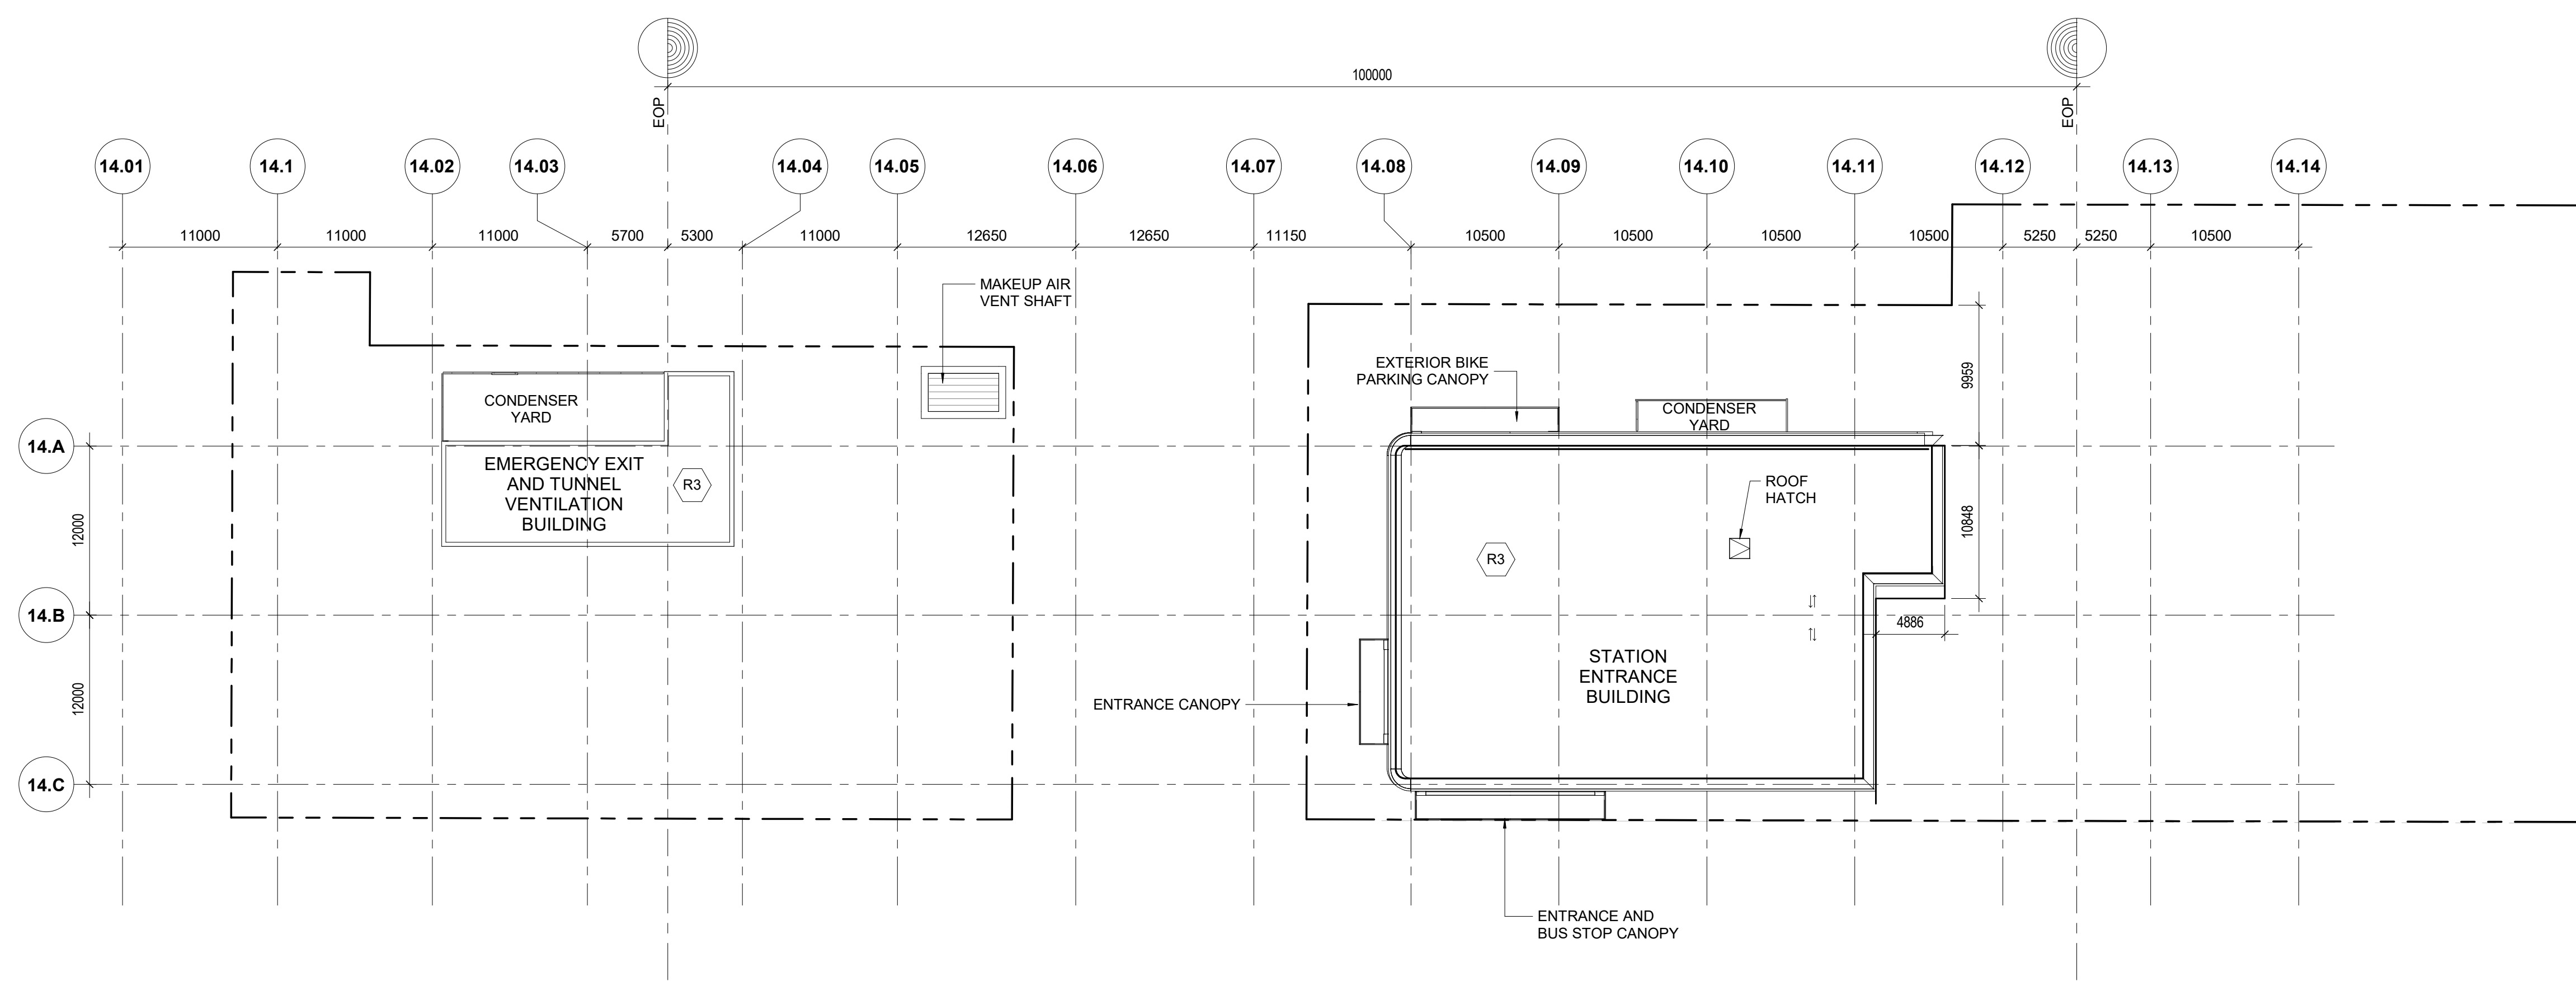 100000
EOP
EOP
14.01
14.1
14.02
14.03
14.04
14.05
14.06
14.07
14.08
14.09
14.10
14.11
14.12
14.13
14.14
11000
11000
11000
5700
5300
11000
12650
12650
11150
10500
10500
10500
10500
5250
5250
10500
MAKEUP AIR
VENT SHAFT
EXTERIOR BIKE
PARKING CANOPY
9959
CONDENSER
YARD
CONDENSER
YARD
14.A
EMERGENCY EXIT
AND TUNNEL
VENTILATION
BUILDING
R3
ROOF
HATCH
12000
10848
R3
14.B
4886
STATION
ENTRANCE
BUILDING
12000
ENTRANCE CANOPY
14.C
ENTRANCE AND
BUS STOP CANOPY